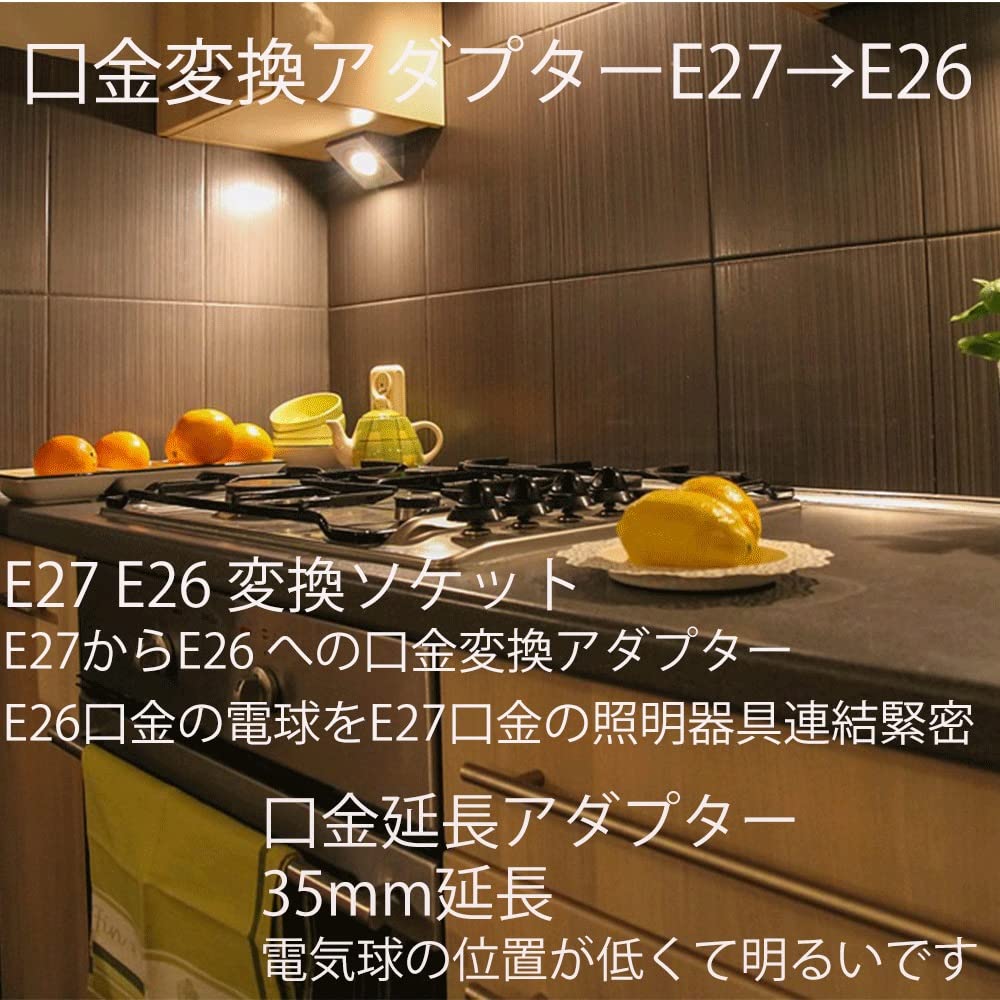 口金変換アダプターE27→E26
E27 E26 変換ソケット
E27からE26 への口金変換アダプター
E26口金の電球をE27口金の照明器具連結緊密
口金延長アダプター
35mm延長
電気球の位置が低くて明るいです